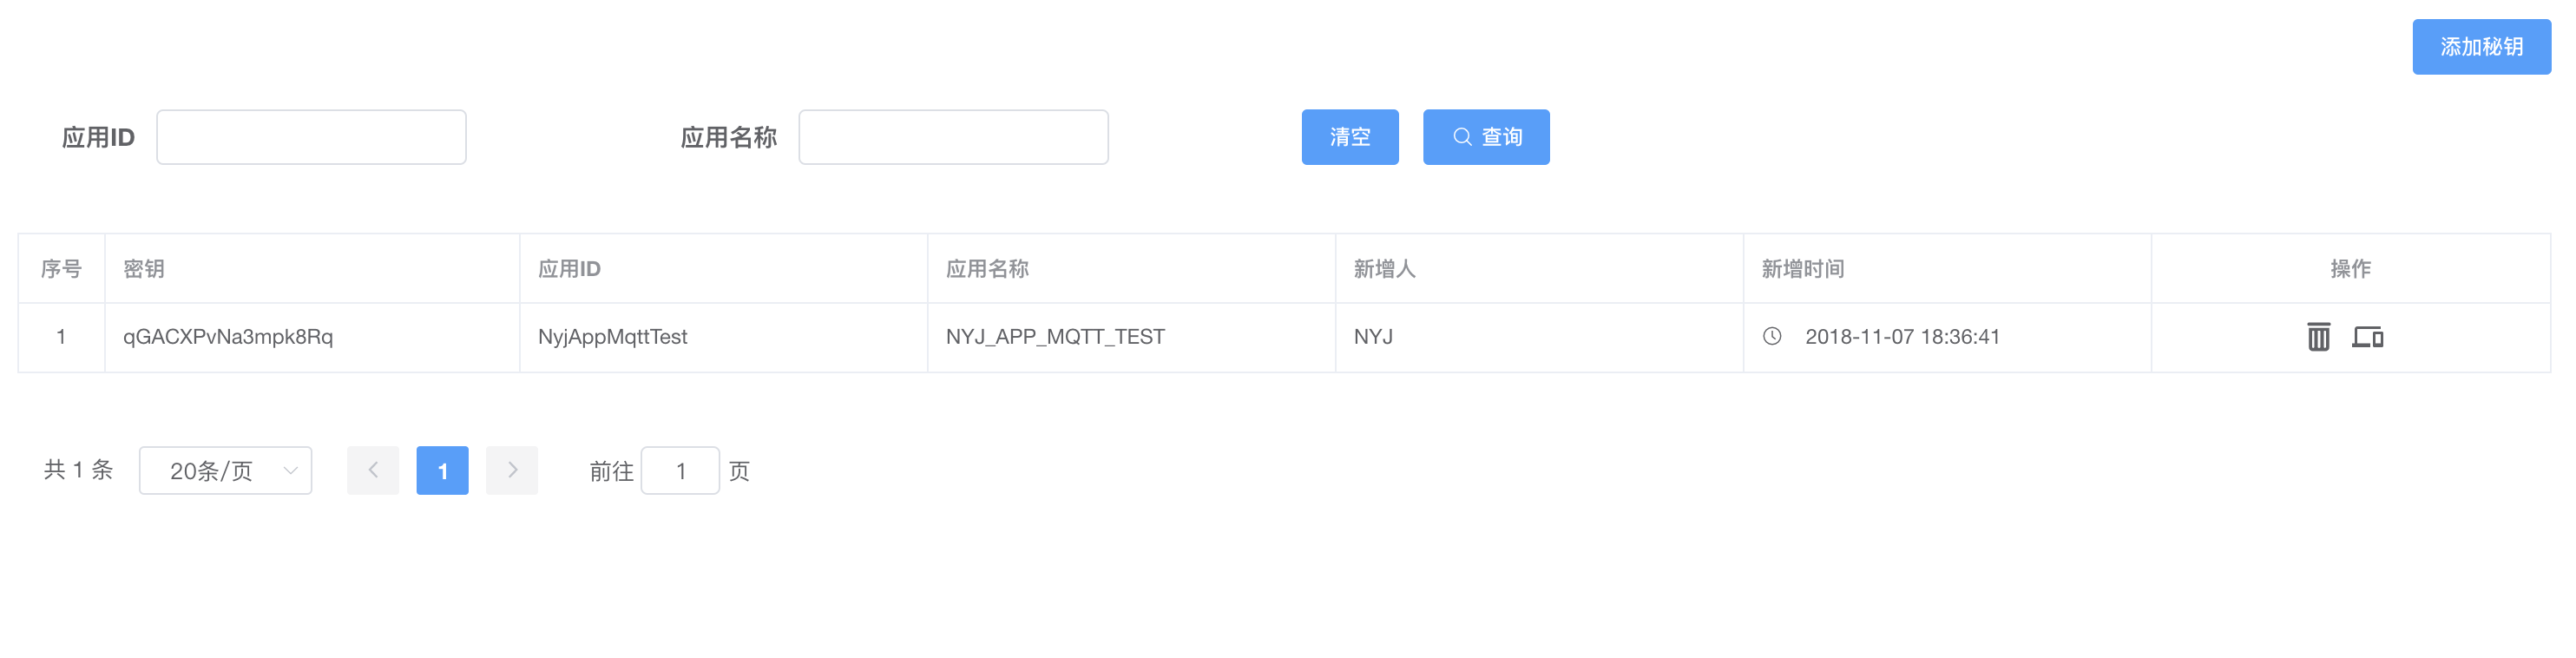 添加秘钥
应用ID 应用名称 清空 查询
序号 密钥 应用ID 应用名称 新增人 新增时间 操作
1 qGACXPvNa3mpk8Rq NyjAppMqttTest NYJ_APP_MQTT_TEST NYJ 2018-11-07 18:36:41
共 1 条 20条/页 1 前往 1 页